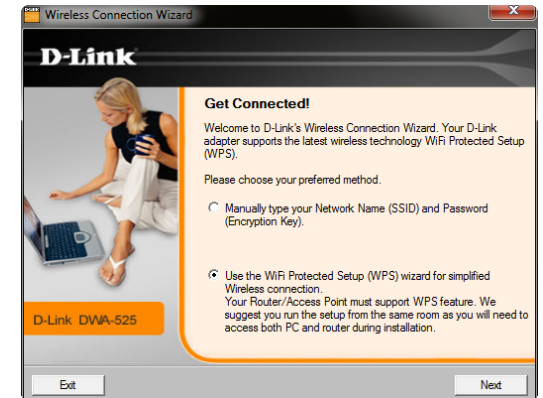 Wireless Connection Wizard
D-Link
Get Connected!
Welcome to D-Link's Wireless Connection Wizard. Your D-Link
adapter supports the latest wireless technology WiFi Protected Setup
(WPS).
Please choose your preferred method.
Manually type your Network Name (SSID) and Password
(Encryption Key).
Use the WiFi Protected Setup (WPS) wizard for simplified
Wireless connection.
Your Router/Access Point must support WPS feature. We
suggest you run the setup from the same room as you will need to
access both PC and router during installation.
D-Link DWA-525
Exit
Next